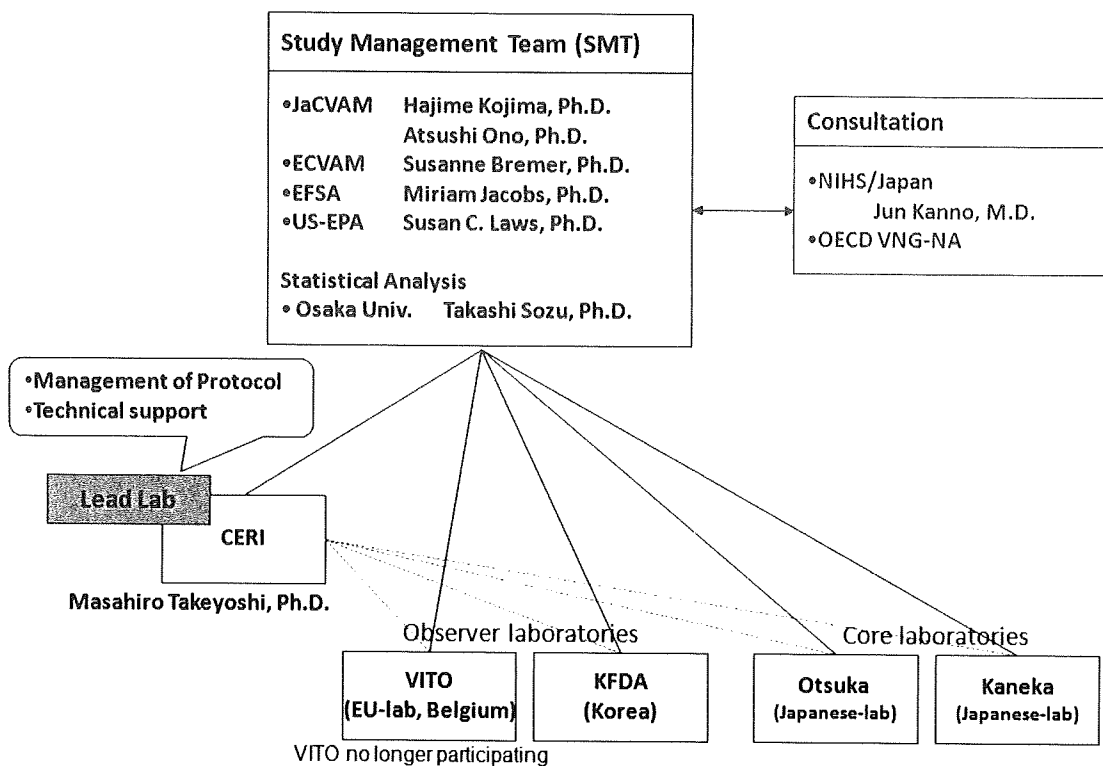 Study Management Team (SMT)
•JaCVAM Hajime Kojima, Ph.D.
Atsushi Ono, Ph.D.
•ECVAM Susanne Bremer, Ph.D.
•EFSA Miriam Jacobs, Ph.D.
•US-EPA Susan C. Laws, Ph.D.
Statistical Analysis
• Osaka Univ. Takashi Sozu, Ph.D.
Consultation
•NIHS/Japan
Jun Kanno, M.D.
•OECD VNG-NA
•Management of Protocol
•Technical support
Lead Lab
CERI
Masahiro Takeyoshi, Ph.D.
Observer laboratories
Core laboratories
VITO
(EU-lab, Belgium)
KFDA
(Korea)
Otsuka
(Japanese-lab)
Kaneka
(Japanese-lab)
VITO no longer participating